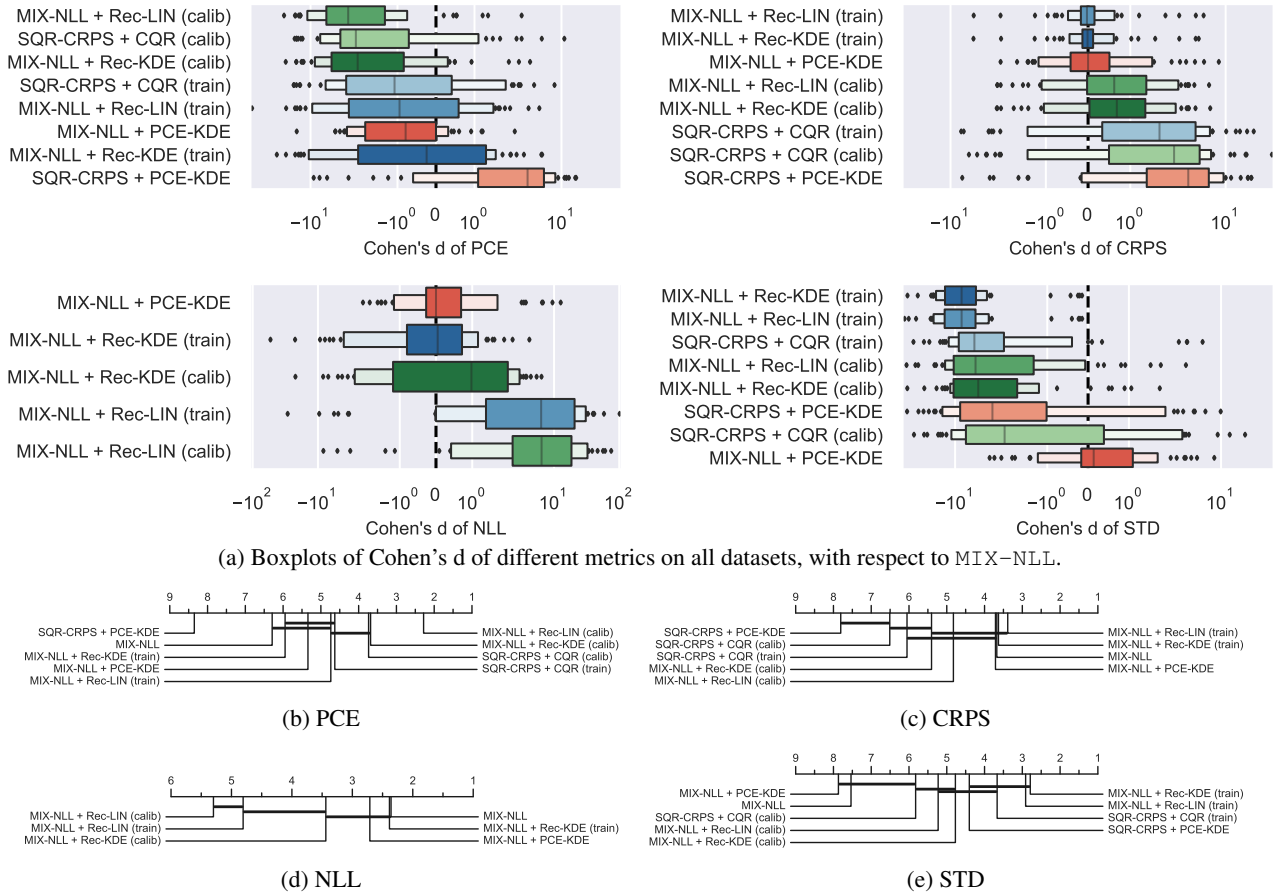 MIX-NLL + Rec-LIN (calib)
SQR-CRPS + CQR (calib)
MIX-NLL + Rec-KDE (calib)
SQR-CRPS + CQR (train)
MIX-NLL + Rec-LIN (train)
MIX-NLL + PCE-KDE
MIX-NLL + Rec-KDE (train)
SQR-CRPS + PCE-KDE
−10¹ −10⁰ 0 10⁰ 10¹
Cohen's d of PCE
MIX-NLL + Rec-LIN (train)
MIX-NLL + Rec-KDE (train)
MIX-NLL + PCE-KDE
MIX-NLL + Rec-LIN (calib)
MIX-NLL + Rec-KDE (calib)
SQR-CRPS + CQR (train)
SQR-CRPS + CQR (calib)
SQR-CRPS + PCE-KDE
−10¹ −10⁰ 0 10⁰ 10¹
Cohen's d of CRPS
MIX-NLL + PCE-KDE
MIX-NLL + Rec-KDE (train)
MIX-NLL + Rec-KDE (calib)
MIX-NLL + Rec-LIN (train)
MIX-NLL + Rec-LIN (calib)
−10² −10¹ −10⁰ 0 10⁰ 10¹ 10²
Cohen's d of NLL
MIX-NLL + Rec-KDE (train)
MIX-NLL + Rec-LIN (train)
SQR-CRPS + CQR (train)
MIX-NLL + Rec-LIN (calib)
MIX-NLL + Rec-KDE (calib)
SQR-CRPS + PCE-KDE
SQR-CRPS + CQR (calib)
MIX-NLL + PCE-KDE
−10¹ −10⁰ 0 10⁰ 10¹
Cohen's d of STD
(a) Boxplots of Cohen's d of different metrics on all datasets, with respect to MIX-NLL.
9 8 7 6 5 4 3 2 1
SQR-CRPS + PCE-KDE
MIX-NLL
MIX-NLL + Rec-KDE (train)
MIX-NLL + PCE-KDE
MIX-NLL + Rec-LIN (train)
MIX-NLL + Rec-LIN (calib)
MIX-NLL + Rec-KDE (calib)
SQR-CRPS + CQR (calib)
SQR-CRPS + CQR (train)
(b) PCE
9 8 7 6 5 4 3 2 1
SQR-CRPS + PCE-KDE
SQR-CRPS + CQR (calib)
SQR-CRPS + CQR (train)
MIX-NLL + Rec-KDE (calib)
MIX-NLL + Rec-LIN (calib)
MIX-NLL + Rec-LIN (train)
MIX-NLL + Rec-KDE (train)
MIX-NLL
MIX-NLL + PCE-KDE
(c) CRPS
6 5 4 3 2 1
MIX-NLL + Rec-LIN (calib)
MIX-NLL + Rec-LIN (train)
MIX-NLL + Rec-KDE (calib)
MIX-NLL
MIX-NLL + Rec-KDE (train)
MIX-NLL + PCE-KDE
(d) NLL
9 8 7 6 5 4 3 2 1
MIX-NLL + PCE-KDE
MIX-NLL
SQR-CRPS + CQR (calib)
MIX-NLL + Rec-LIN (calib)
MIX-NLL + Rec-KDE (calib)
MIX-NLL + Rec-KDE (train)
MIX-NLL + Rec-LIN (train)
SQR-CRPS + CQR (train)
SQR-CRPS + PCE-KDE
(e) STD